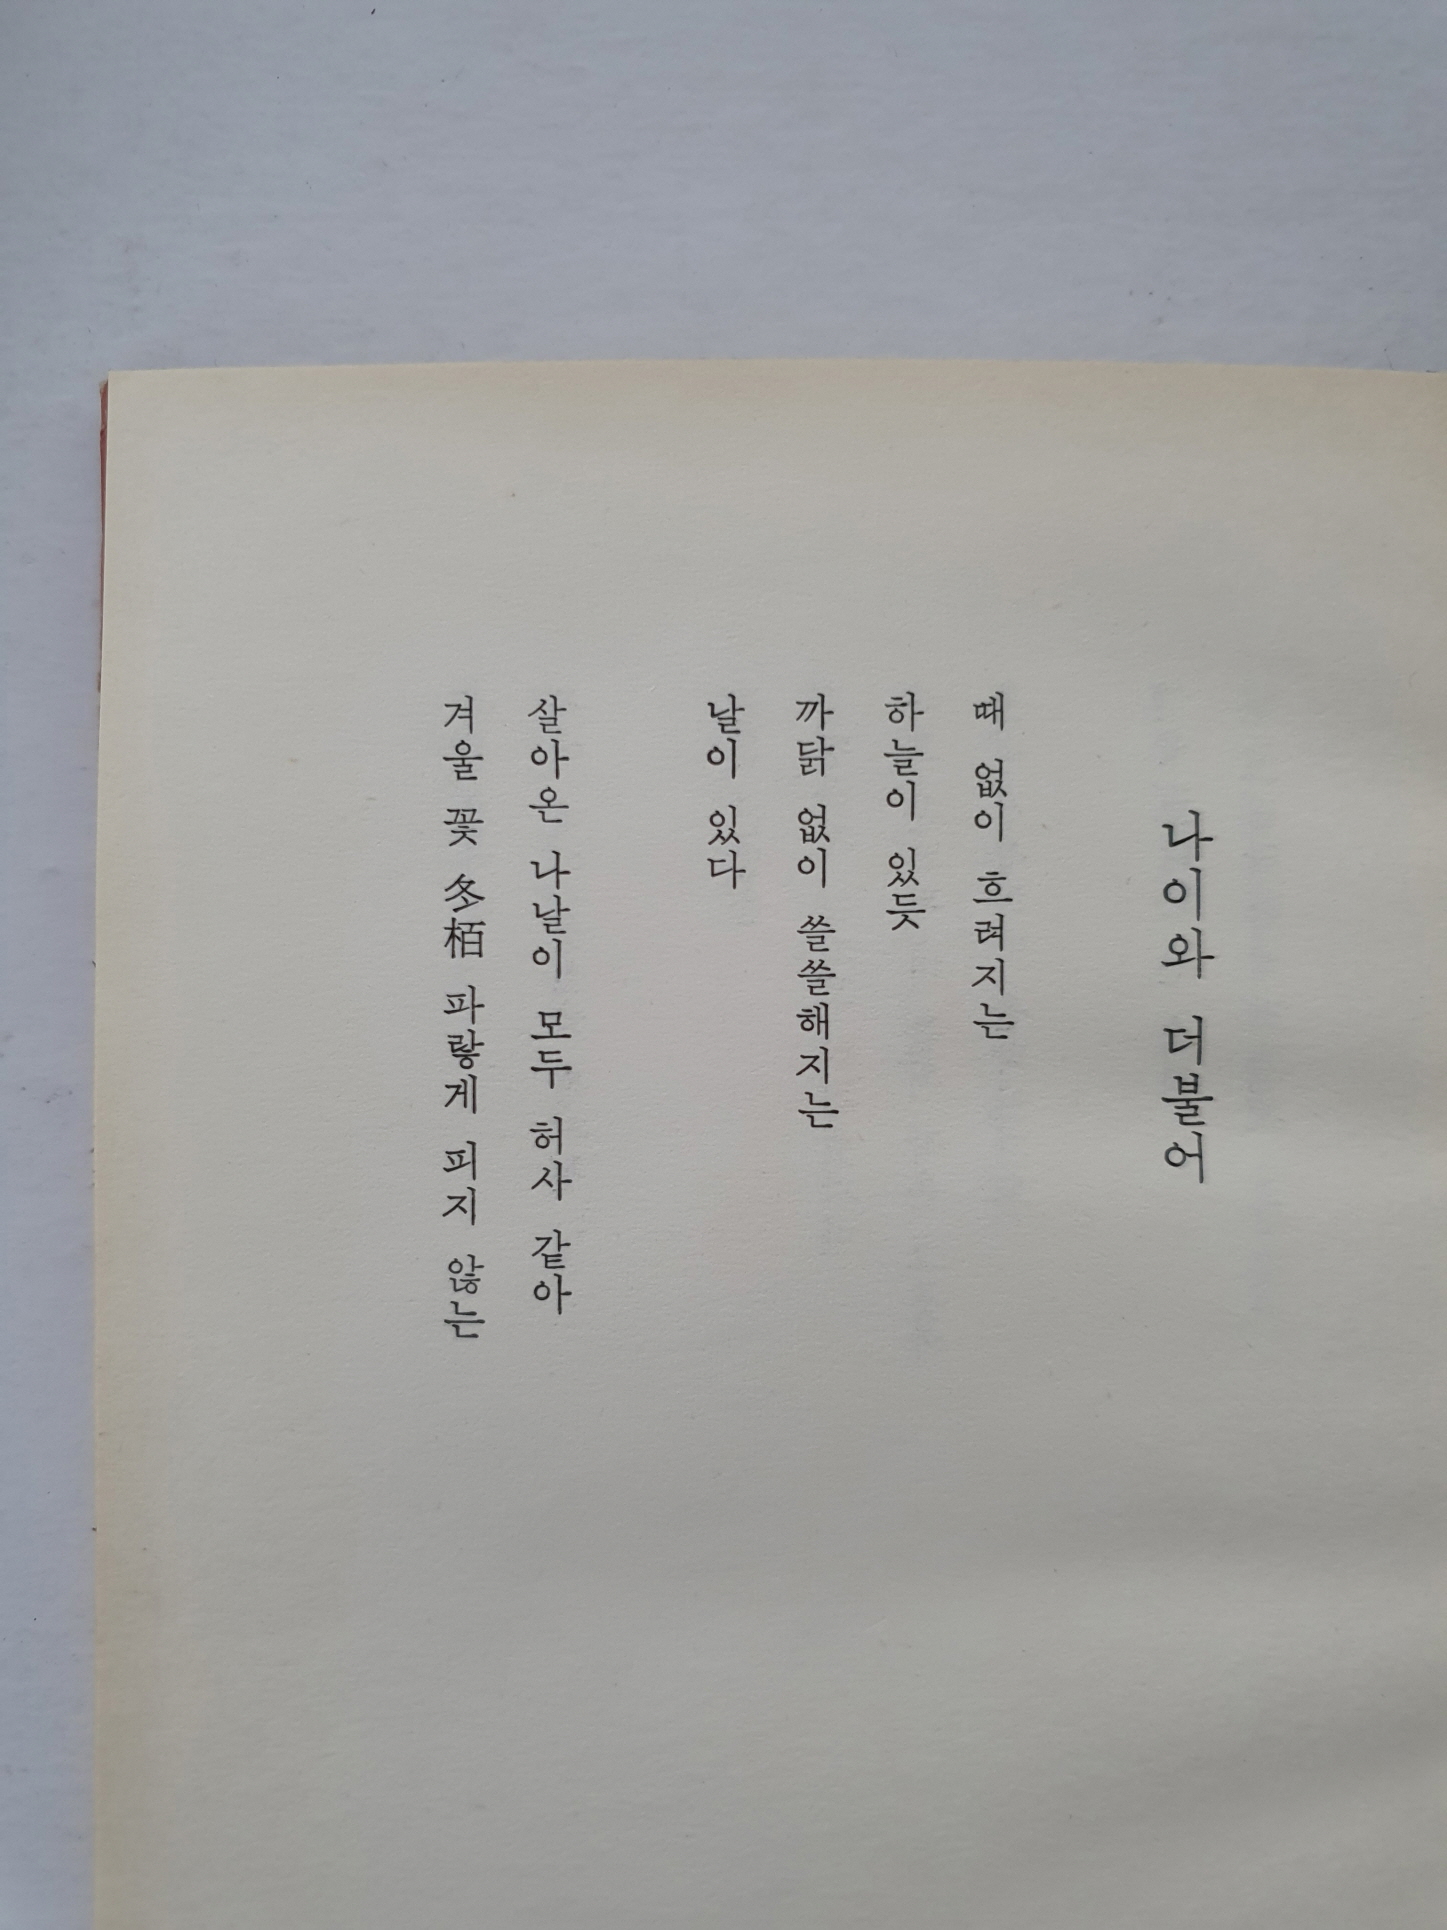 나이와 더불어
때 없이 흐려지는
하늘이 있듯
까닭 없이 쓸쓸해지는
날이 있다
살아온 나날이 모두 허사 같아
겨울 꽃 冬栢 파랗게 피지 않는